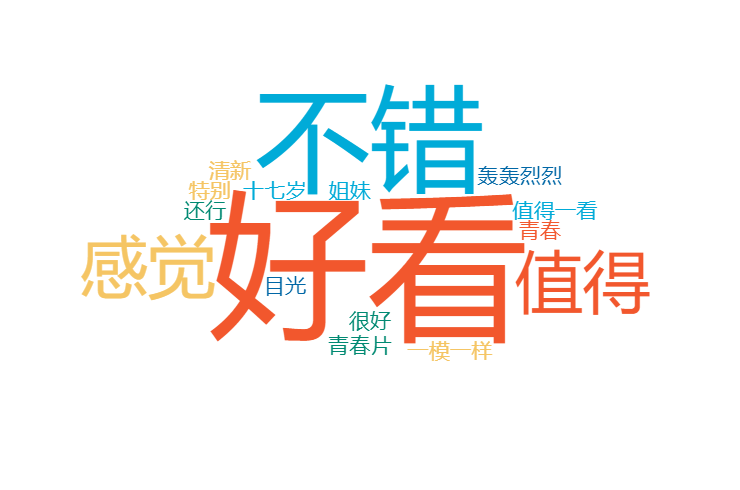 不错
清新
轰轰烈烈
特别
十七岁
姐妹
还行
值得一看
青春
好看
感觉
值得
目光
很好
青春片
一模一样